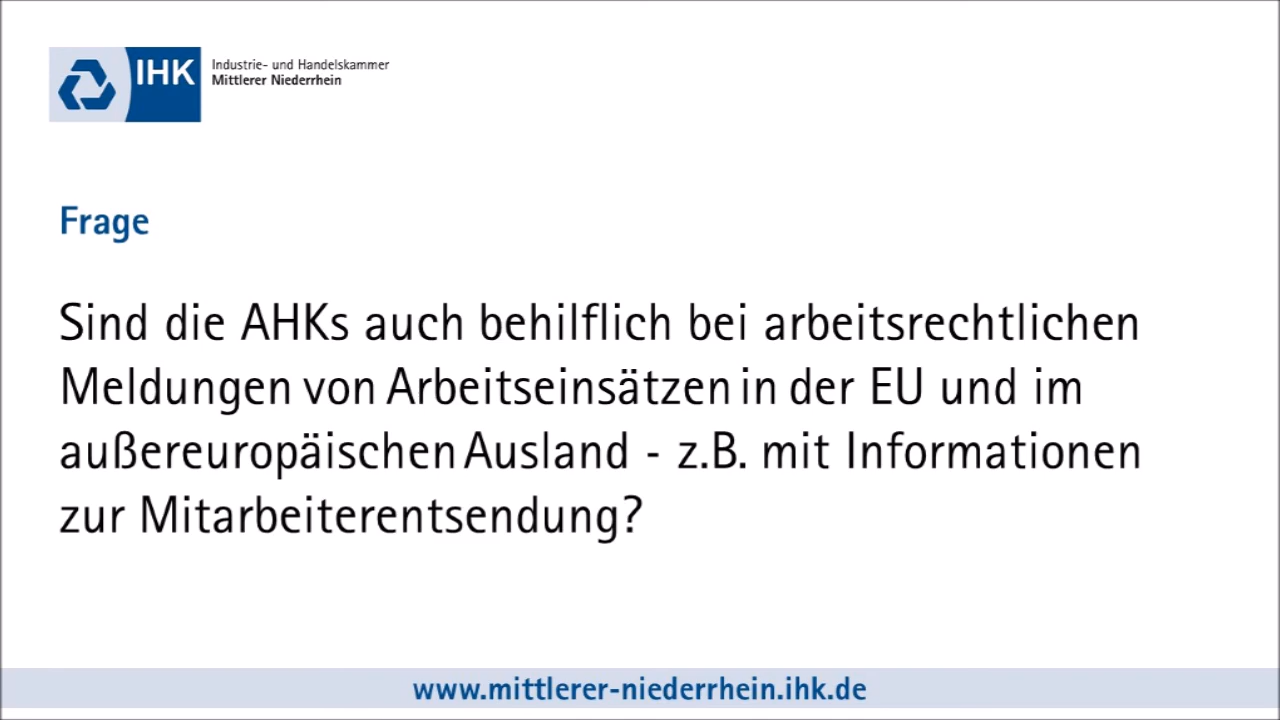 IHK
Industrie- und Handelskammer
Mittlerer Niederrhein
Frage
Sind die AHKs auch behilflich bei arbeitsrechtlichen
Meldungen von Arbeitseinsätzen in der EU und im
außereuropäischen Ausland - z.B. mit Informationen
zur Mitarbeiterentsendung?
www.mittlerer-niederrhein.ihk.de